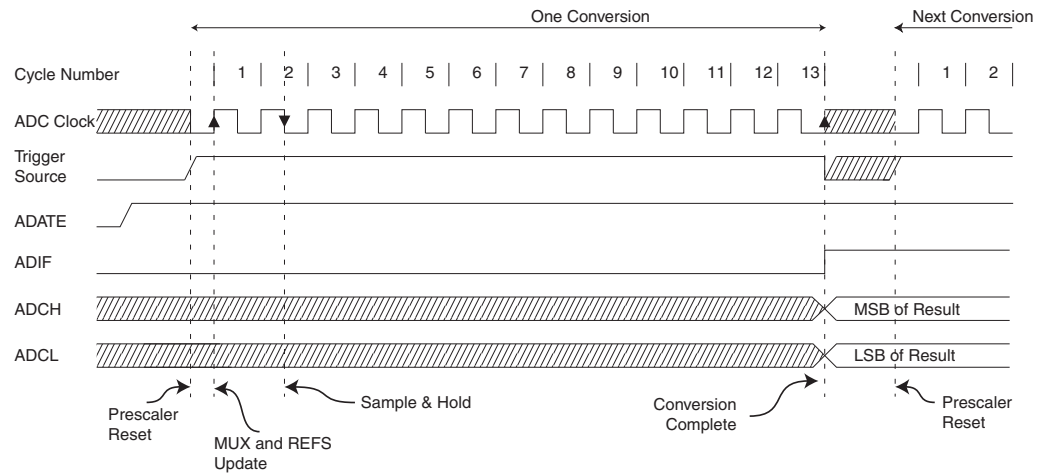 One Conversion
Next Conversion
Cycle Number
1 2 3 4 5 6 7 8 9 10 11 12 13 1 2
ADC Clock
Trigger
Source
ADATE
ADIF
ADCH
MSB of Result
ADCL
LSB of Result
Prescaler
Reset
MUX and REFS
Update
Sample & Hold
Conversion
Complete
Prescaler
Reset